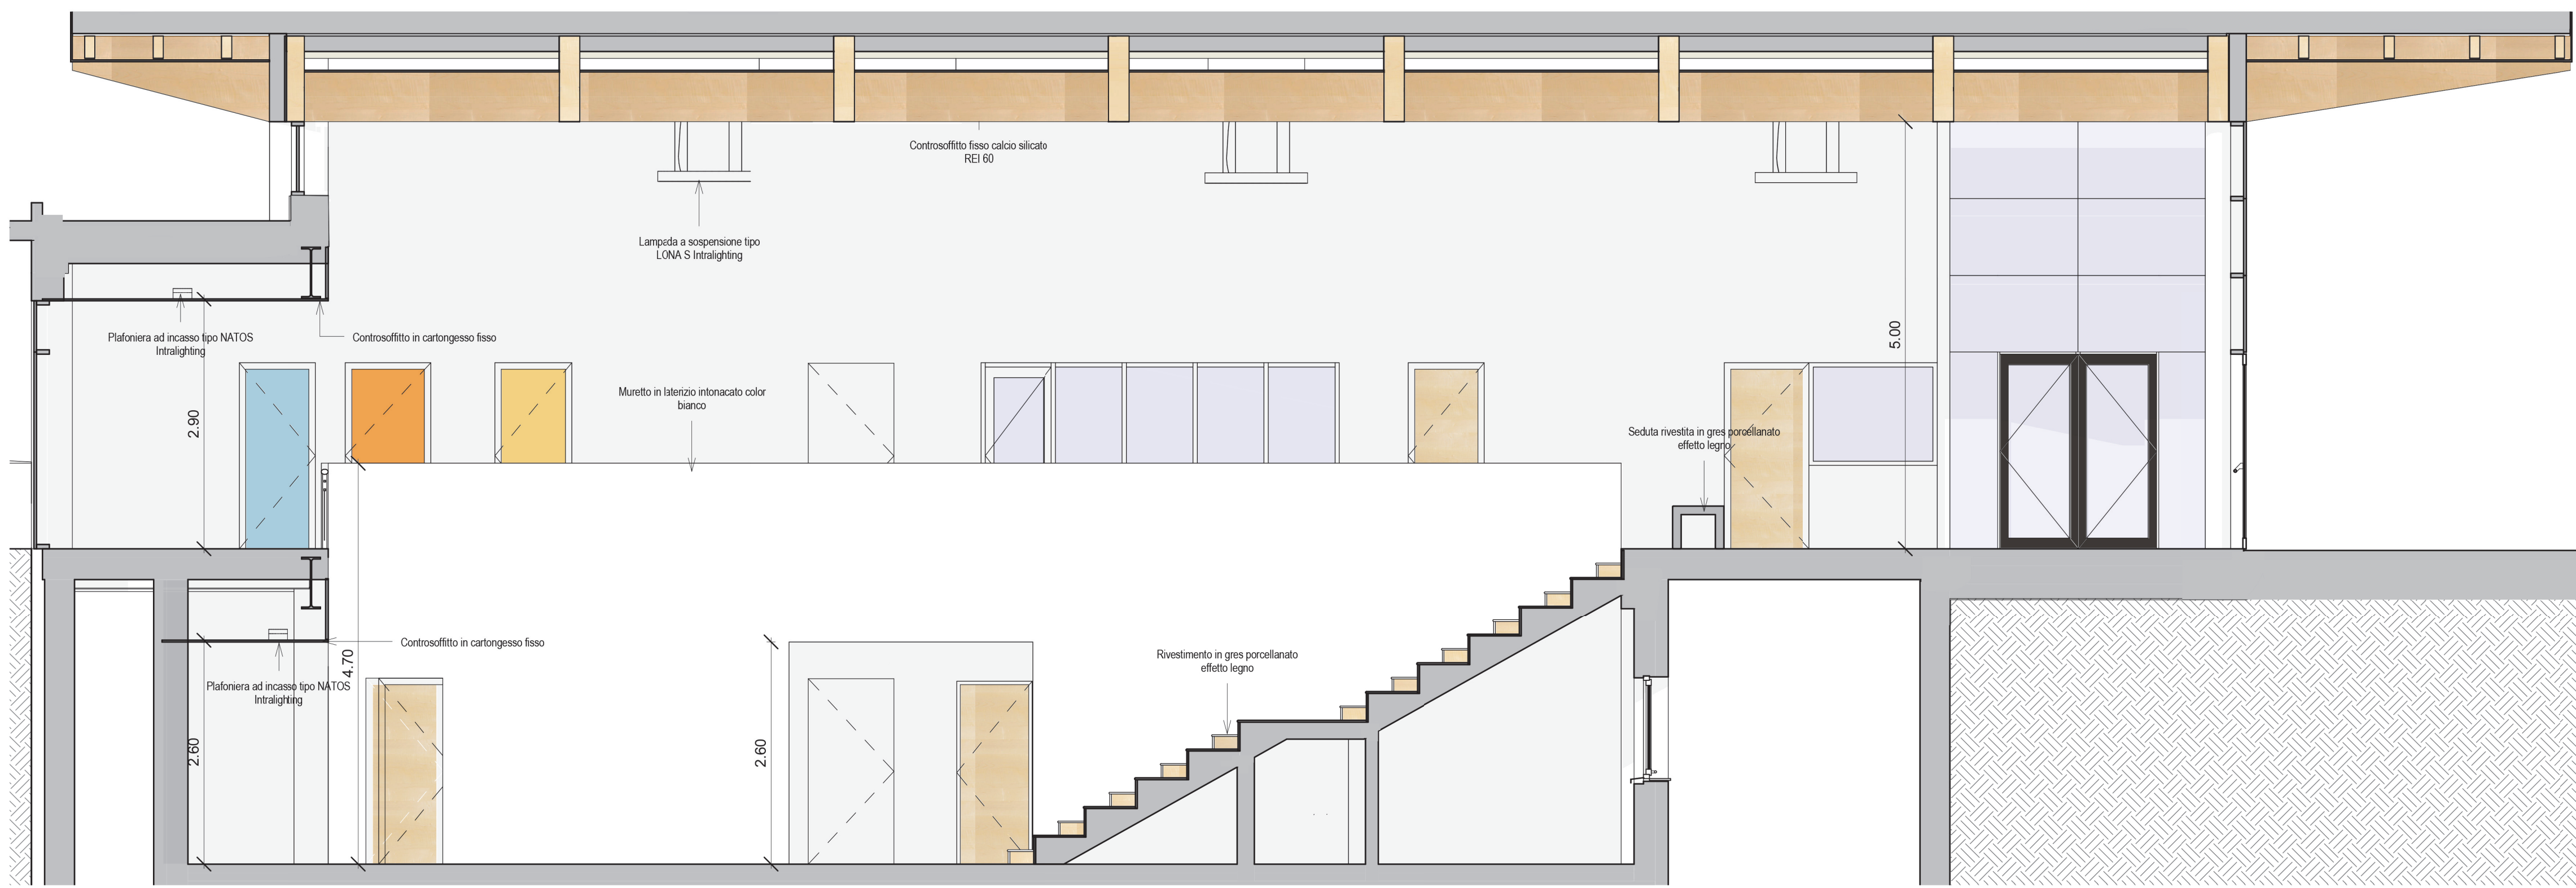 Controsoffitto fisso calcio silicato
REI 60
Lampada a sospensione tipo
LONA S Intralighting
Plafoniera ad incasso tipo NATOS
Intralighting
Controsoffitto in cartongesso fisso
5.00
2.90
Muretto in laterizio intonacato color
bianco
Seduta rivestita in gres porcellanato
effetto legno
Controsoffitto in cartongesso fisso
4.70
Plafoniera ad incasso tipo NATOS
Intralighting
2.60
2.60
Rivestimento in gres porcellanato
effetto legno